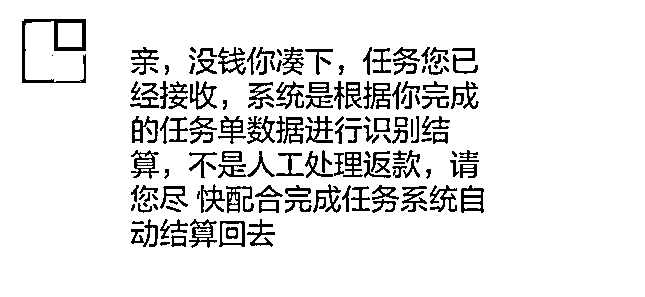 亲，没钱你凑下，任务您已
经接收，系统是根据你完成
的任务单数据进行识别结
算，不是人工处理返款，请
您尽 快配合完成任务系统自
动结算回去